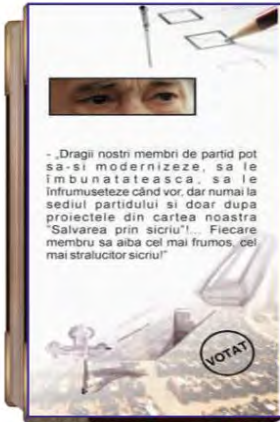 - „Dragii nostri membri de partid pot
sa-si modernizeze, sa le
îmbunatateasca, sa le
înfrumuseteze când vor, dar numai la
sediul partidului si doar dupa
proiectele din cartea noastra
"Salvarea prin sicriu"!... Fiecare
membru sa aiba cel mai frumos, cel
mai stralucitor sicriu!"
VOTAT